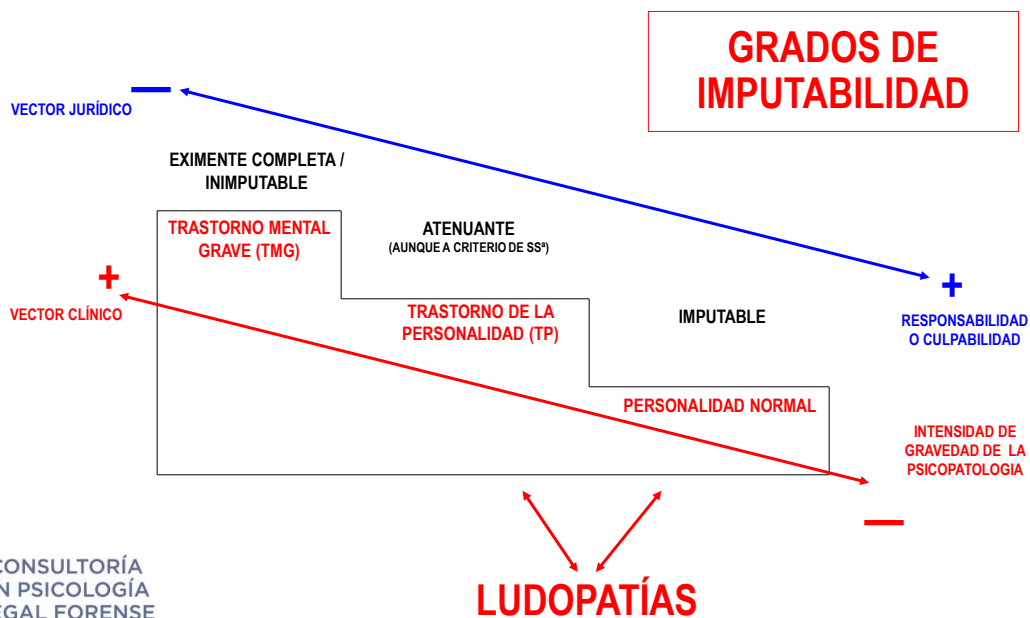 GRADOS DE
IMPUTABILIDAD
VECTOR JURÍDICO
EXIMENTE COMPLETA /
INIMPUTABLE
TRASTORNO MENTAL
GRAVE (TMG)
ATENUANTE
(AUNQUE A CRITERIO DE SSª)
+
VECTOR CLÍNICO
TRASTORNO DE LA
PERSONALIDAD (TP)
IMPUTABLE
+
RESPONSABILIDAD
O CULPABILIDAD
PERSONALIDAD NORMAL
INTENSIDAD DE
GRAVEDAD DE LA
PSICOPATOLOGIA
LUDOPATÍAS
CONSULTORÍA
N PSICOLOGÍA
EGAL FORENSE